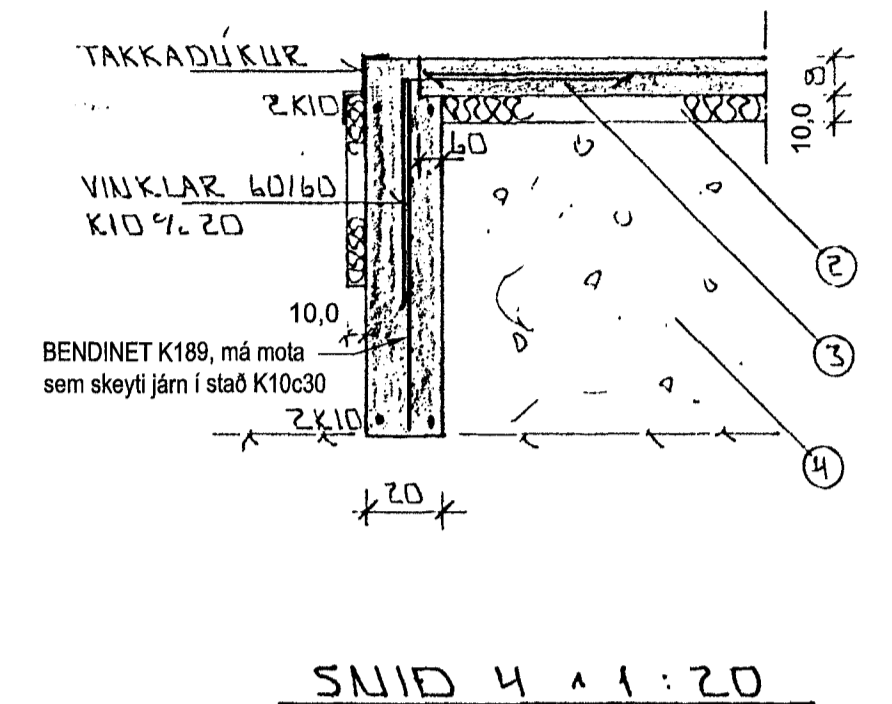 TAKKADÚKUR
2K10
60
VINKLAR 60/60
K10 % 20
9
10,0
2
3
4
10,0
BENDINET K189, má mota
sem skeyti járn í stað K10c30
2K10
20
SNIÐ 4 1:20